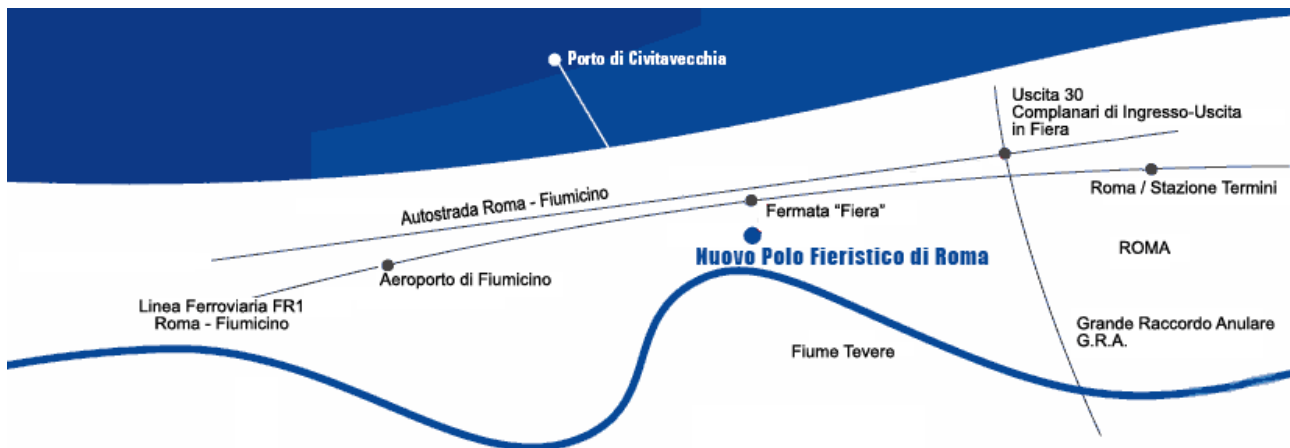 Porto di Civitavecchia
Uscita 30
Complanari di Ingresso-Uscita
in Fiera
Autostrada Roma - Fiumicino
Roma / Stazione Termini
Fermata "Fiera"
Nuovo Polo Fieristico di Roma
ROMA
Aeroporto di Fiumicino
Linea Ferroviaria FR1
Roma - Fiumicino
Grande Raccordo Anulare
G.R.A.
Fiume Tevere